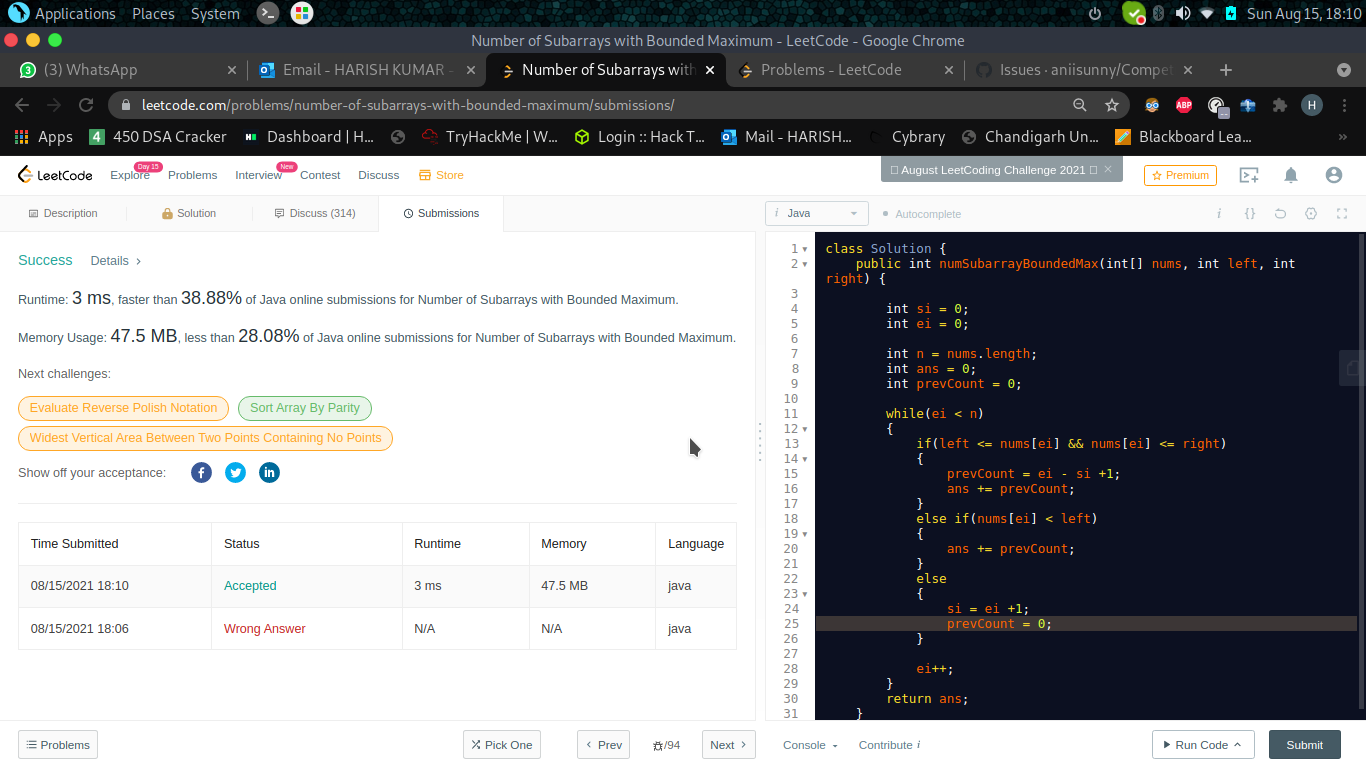 Applications Places System Sun Aug 15, 18:10
Number of Subarrays with Bounded Maximum - LeetCode - Google Chrome
3 (3) WhatsApp × Email - HARISH KUMAR - × Number of Subarrays with × Problems - LeetCode × Issues · aniisunny/Compet × +
leetcode.com/problems/number-of-subarrays-with-bounded-maximum/submissions/ ABP H
Apps 4 450 DSA Cracker Dashboard | H... TryHackMe | W... Login :: Hack T... Mail - HARISH... Cybrary Chandigarh Un... Blackboard Lea... »
LeetCode Explore Day 15 Problems Interview New Contest Discuss Store August LeetCoding Challenge 2021 × Premium
Description Solution Discuss (314) Submissions
i Java Autocomplete i {}
Success Details >
Runtime: 3 ms, faster than 38.88% of Java online submissions for Number of Subarrays with Bounded Maximum.
Memory Usage: 47.5 MB, less than 28.08% of Java online submissions for Number of Subarrays with Bounded Maximum.
Next challenges:
Evaluate Reverse Polish Notation Sort Array By Parity
Widest Vertical Area Between Two Points Containing No Points
Show off your acceptance: f in
Time Submitted Status Runtime Memory Language
08/15/2021 18:10 Accepted 3 ms 47.5 MB java
08/15/2021 18:06 Wrong Answer N/A N/A java
1 class Solution {
2 public int numSubarrayBoundedMax(int[] nums, int left, int
right) {
3
4 int si = 0;
5 int ei = 0;
6
7 int n = nums.length;
8 int ans = 0;
9 int prevCount = 0;
10
11 while(ei < n)
12 {
13 if(left <= nums[ei] && nums[ei] <= right)
14 {
15 prevCount = ei - si +1;
16 ans += prevCount;
17 }
18 else if(nums[ei] < left)
19 {
20 ans += prevCount;
21 }
22 else
23 {
24 si = ei +1;
25 prevCount = 0;
26 }
27
28 ei++;
29 }
30 return ans;
31 }
Problems Pick One < Prev /94 Next > Console Contribute i Run Code Submit